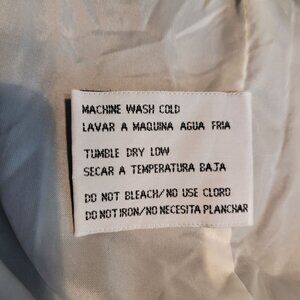 MACHINE WASH COLD
LAVAR A MAQUINA AGUA FRIA
TUMBLE DRY LOW
SECAR A TEMPERATURA BAJA
DO NOT BLEACH/NO USE CLORO
DO NOT IRON/NO NECESITA PLANCHAR